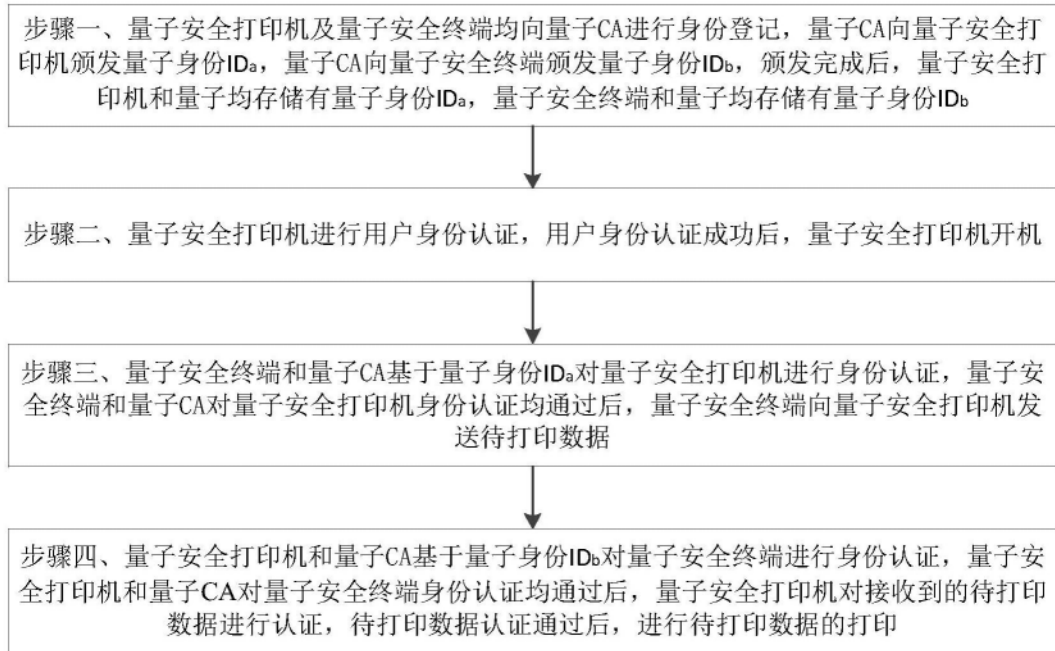 步骤一、量子安全打印机及量子安全终端均向量子CA进行身份登记，量子CA向量子安全打
印机颁发量子身份IDa，量子CA向量子安全终端颁发量子身份IDb，颁发完成后，量子安全打
印机和量子均存储有量子身份IDa，量子安全终端和量子均存储有量子身份IDb
步骤二、量子安全打印机进行用户身份认证，用户身份认证成功后，量子安全打印机开机
步骤三、量子安全终端和量子CA基于量子身份IDa对量子安全打印机进行身份认证，量子安
全终端和量子CA对量子安全打印机身份认证均通过后，量子安全终端向量子安全打印机发
送待打印数据
步骤四、量子安全打印机和量子CA基于量子身份IDb对量子安全终端进行身份认证，量子安
全打印机和量子CA对量子安全终端身份认证均通过后，量子安全打印机对接收到的待打印
数据进行认证，待打印数据认证通过后，进行待打印数据的打印